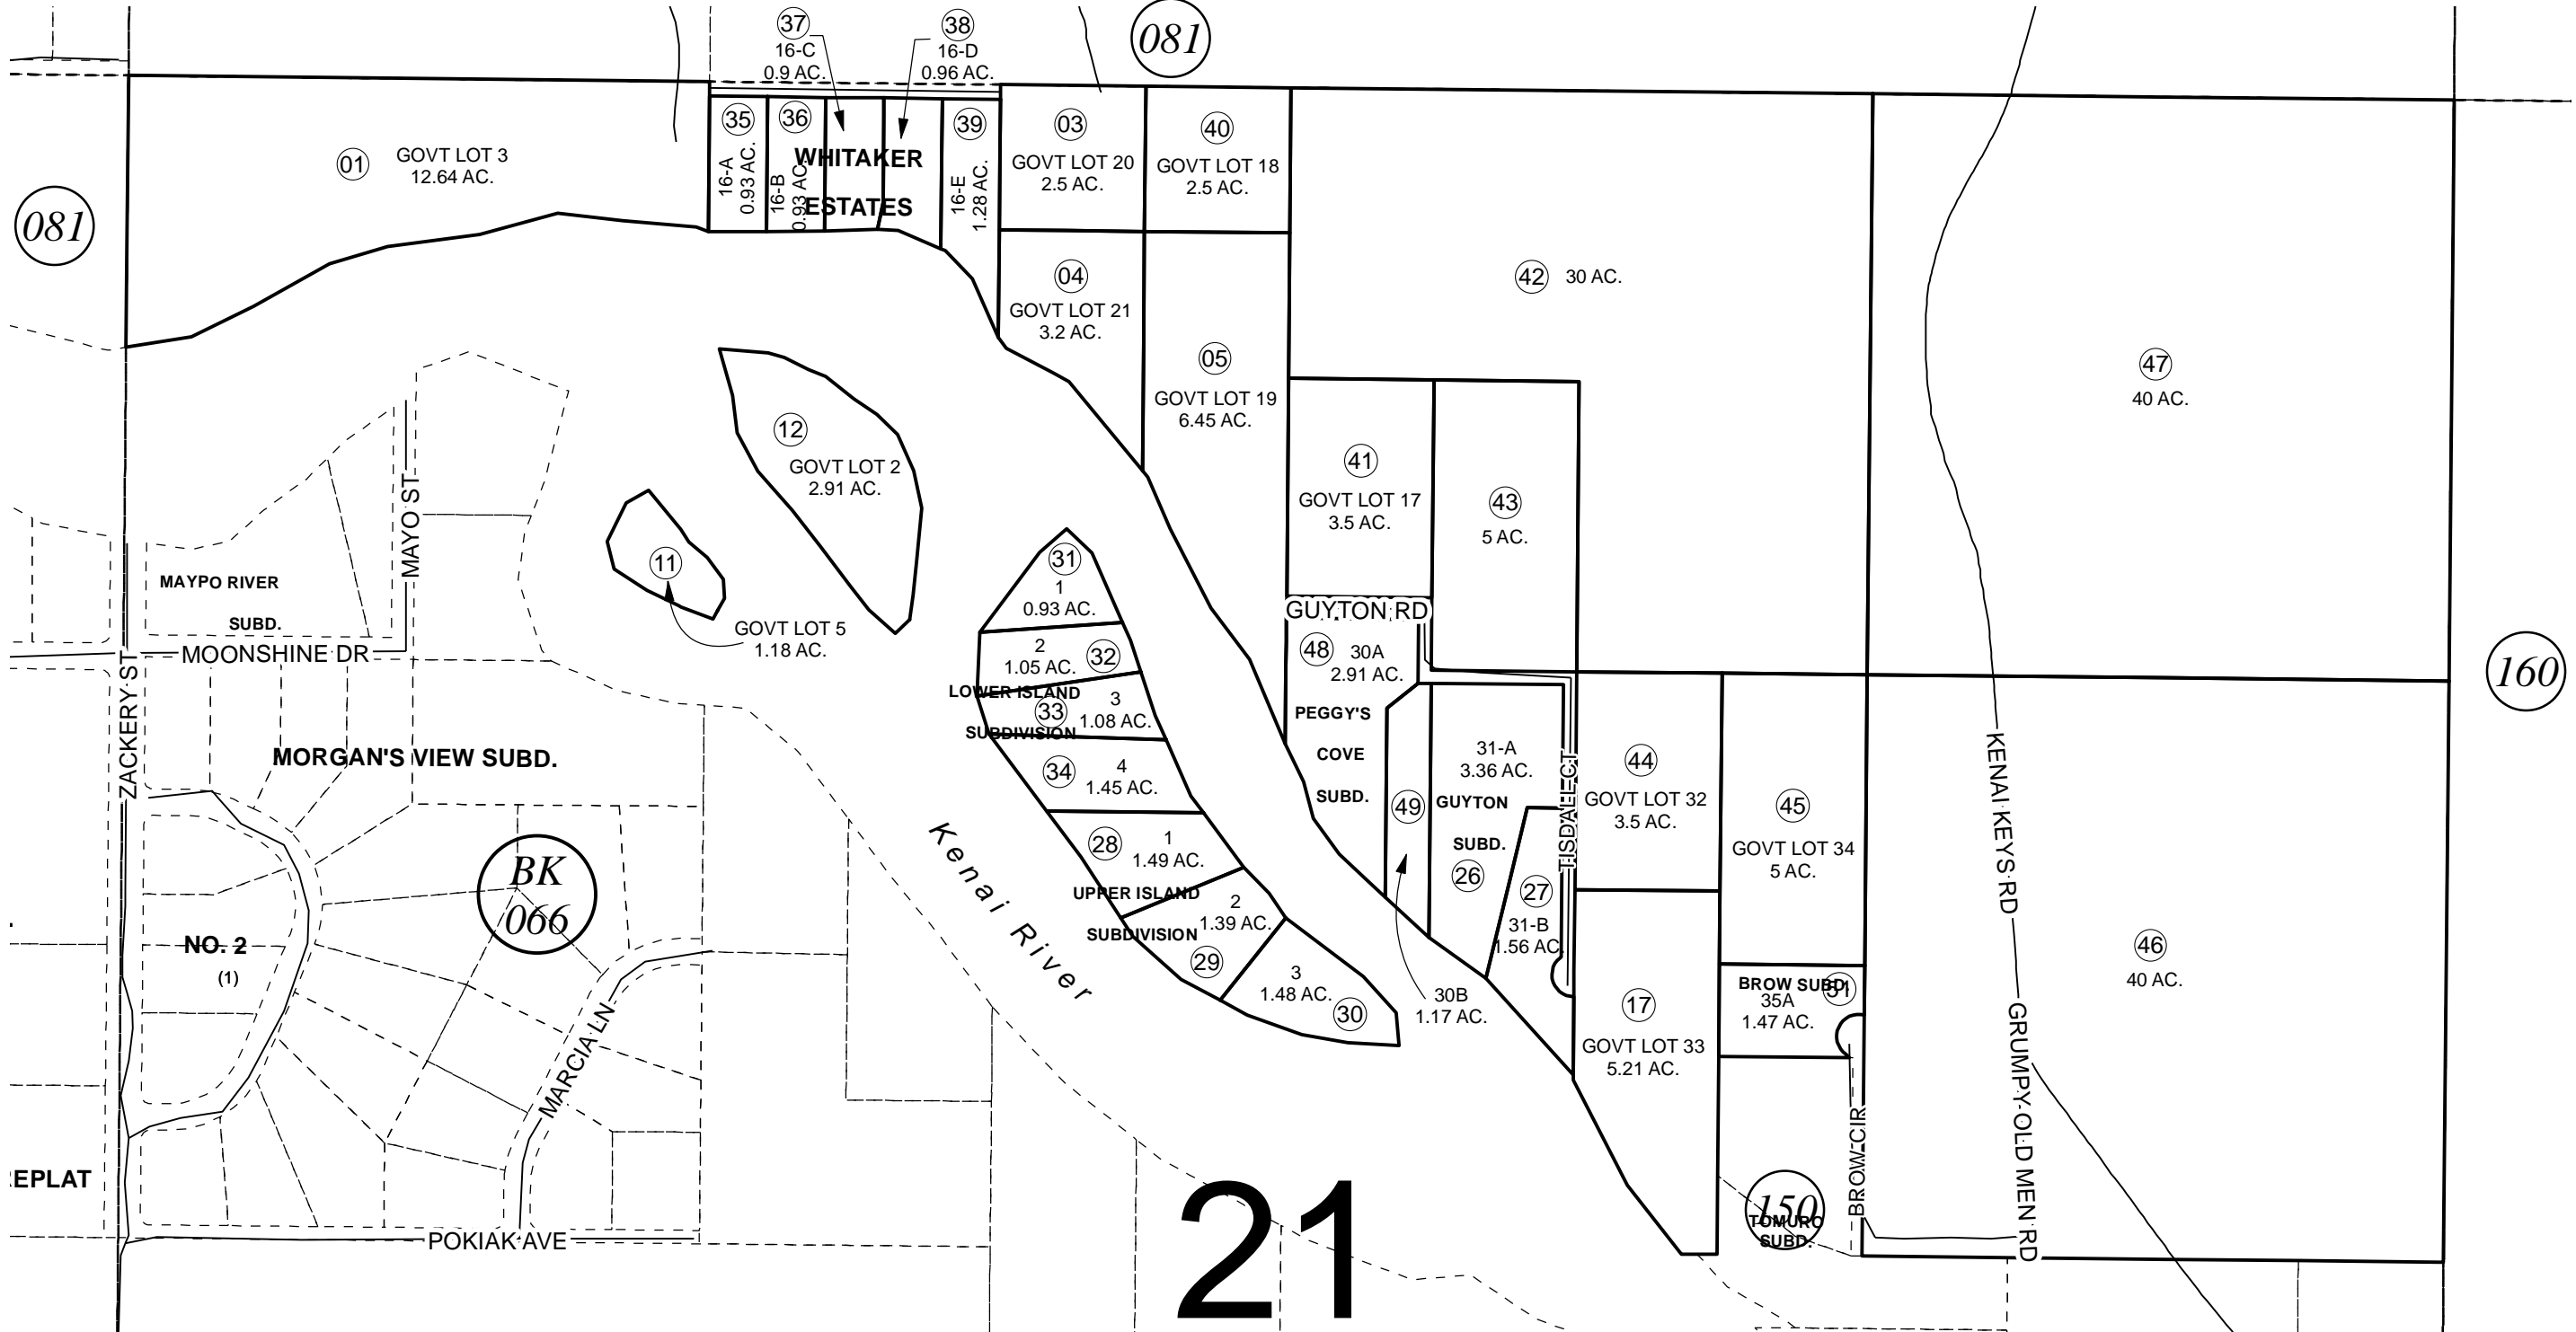 37
16-C
0.9 AC.
38
16-D
0.96 AC.
081
081
01
GOVT LOT 3
12.64 AC.
35
16-A
0.93 AC.
36
16-B
0.93 AC.
WHITAKER
ESTATES
39
16-E
1.28 AC.
03
GOVT LOT 20
2.5 AC.
40
GOVT LOT 18
2.5 AC.
04
GOVT LOT 21
3.2 AC.
05
GOVT LOT 19
6.45 AC.
42
30 AC.
47
40 AC.
12
GOVT LOT 2
2.91 AC.
11
GOVT LOT 5
1.18 AC.
41
GOVT LOT 17
3.5 AC.
43
5 AC.
MAYO ST
MAYPO RIVER
SUBD.
MOONSHINE DR
ZACKERY ST
MORGAN'S VIEW SUBD.
NO. 2
(1)
BK
066
MARCIA LN
POKIAK AVE
EPLAT
31
1
0.93 AC.
2
1.05 AC.
32
LOWER ISLAND
SUBDIVISION
33
3
1.08 AC.
34
4
1.45 AC.
28
1
1.49 AC.
UPPER ISLAND
SUBDIVISION
2
1.39 AC.
29
3
1.48 AC.
30
Kenai River
GUYTON RD
48
30A
2.91 AC.
PEGGY'S
COVE
SUBD.
49
30B
1.17 AC.
31-A
3.36 AC.
GUYTON
SUBD.
26
27
31-B
1.56 AC.
TISDALE CT
44
GOVT LOT 32
3.5 AC.
45
GOVT LOT 34
5 AC.
17
GOVT LOT 33
5.21 AC.
BROW SUBD.
51
35A
1.47 AC.
BROW CIR
150
TOMURO
SUBD.
KENAI KEYS RD
GRUMPY OLD MEN RD
46
40 AC.
160
21